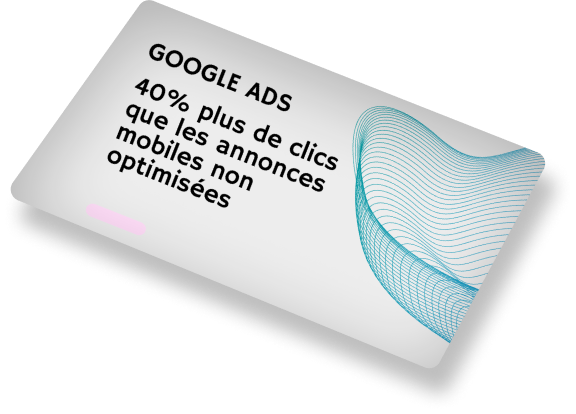 GOOGLE ADS
40% plus de clics
que les annonces
mobiles non
optimisées